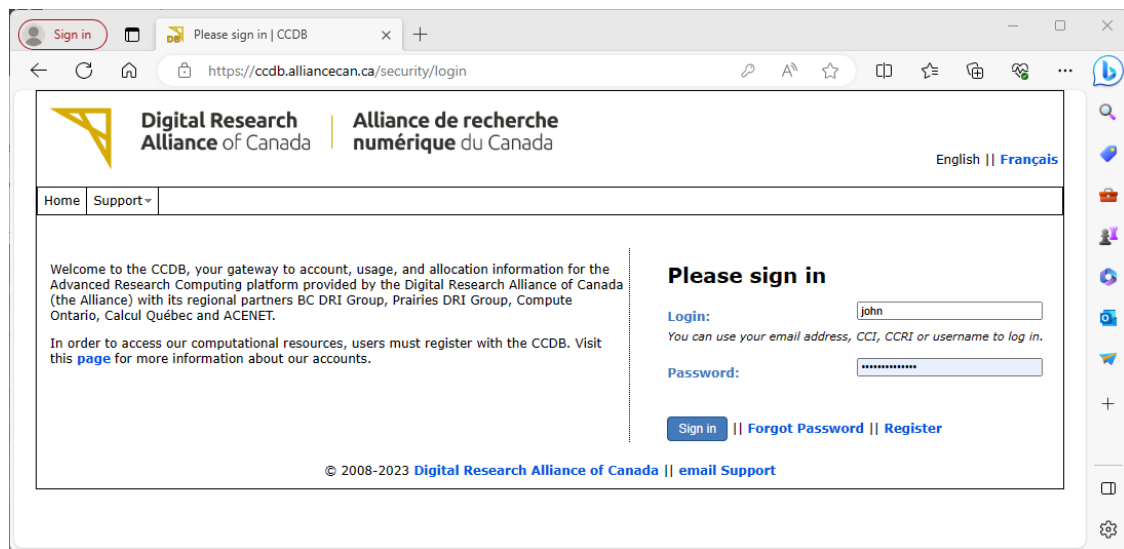 Sign in
Please sign in | CCDB
https://ccdb.alliancecan.ca/security/login
Digital Research
Alliance of Canada
Alliance de recherche
numérique du Canada
English || Français
Home Support
Welcome to the CCDB, your gateway to account, usage, and allocation information for the
Advanced Research Computing platform provided by the Digital Research Alliance of Canada
(the Alliance) with its regional partners BC DRI Group, Prairies DRI Group, Compute
Ontario, Calcul Québec and ACENET.
In order to access our computational resources, users must register with the CCDB. Visit
this page for more information about our accounts.
Please sign in
Login: john
You can use your email address, CCI, CCRI or username to log in.
Password: ••••••••••••••
Sign in || Forgot Password || Register
© 2008-2023 Digital Research Alliance of Canada || email Support